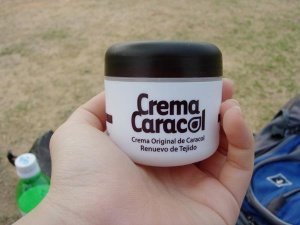 Crema
Caracol
Crema Original de Caracol
Renuevo de Tejido